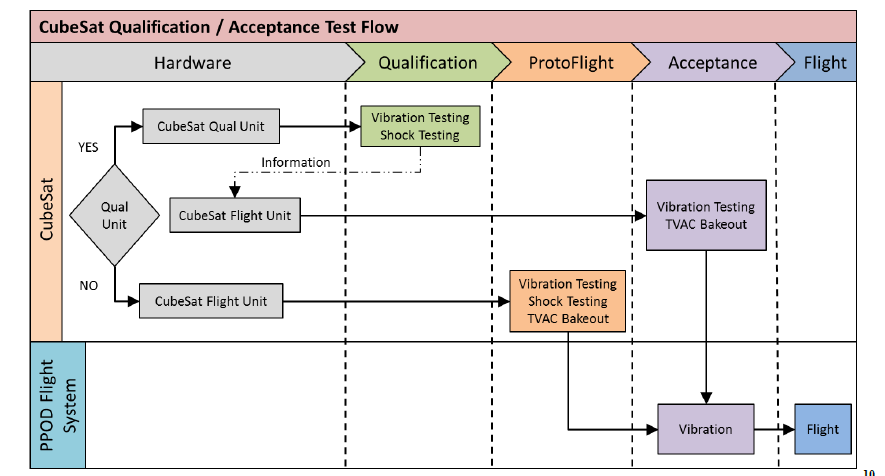 CubeSat Qualification / Acceptance Test Flow
Hardware
Qualification
ProtoFlight
Acceptance
Flight
CubeSat
YES
CubeSat Qual Unit
Vibration Testing
Shock Testing
Information
Qual
Unit
CubeSat Flight Unit
Vibration Testing
TVAC Bakeout
NO
CubeSat Flight Unit
Vibration Testing
Shock Testing
TVAC Bakeout
PPOD Flight
System
Vibration
Flight